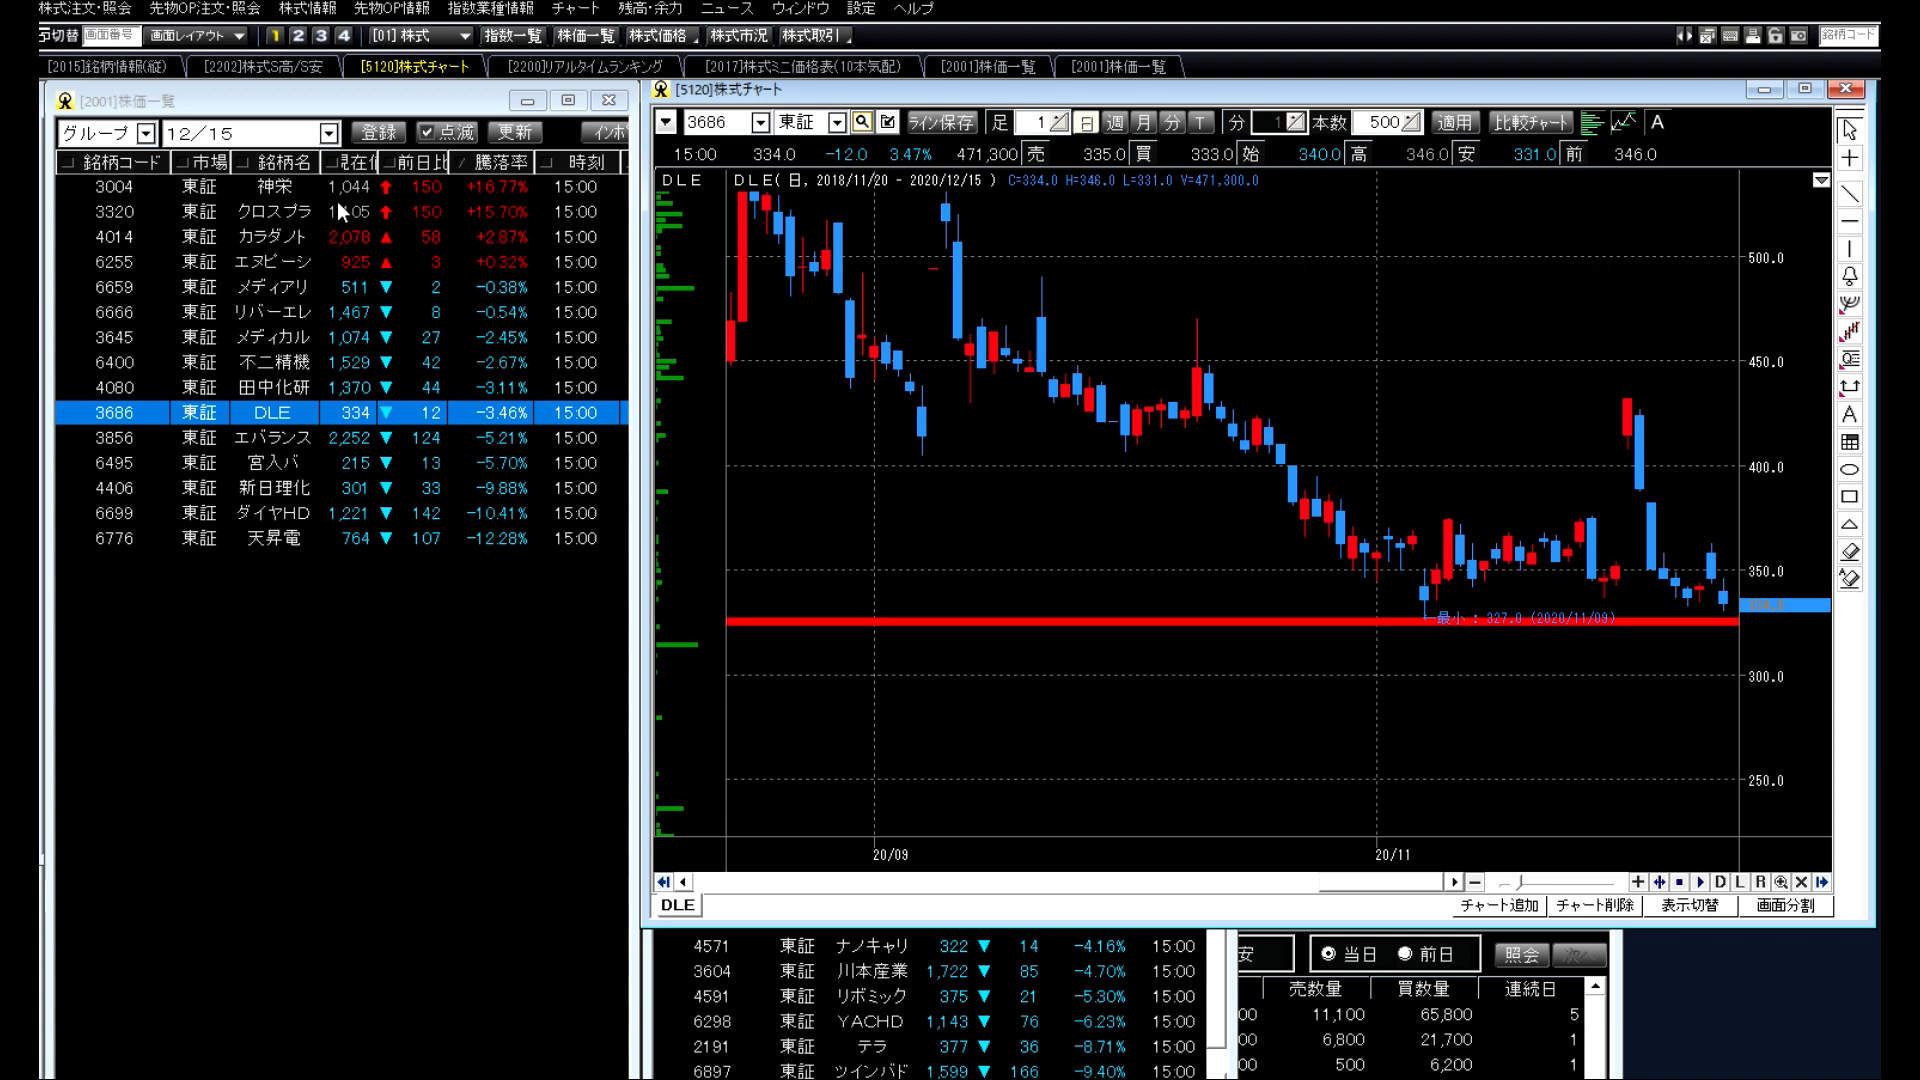 株式注文・照会 先物OP注文・照会 株式情報 先物OP情報 指数業種情報 チャート 残高・余力 ニュース ウィンドウ 設定 ヘルプ
切替 画面番号 画面レイアウト 1 2 3 4 [01] 株式 指数一覧 株価一覧 株式価格 株式市況 株式取引 銘柄コード
[2015]銘柄情報(縦) [2202]株式S高/S安 [5120]株式チャート [2200]リアルタイムランキング [2017]株式ミニ価格表(10本気配) [2001]株価一覧 [2001]株価一覧
[2001]株価一覧
グループ 12/15 登録 点滅 更新
銘柄コード 市場 銘柄名 現在値 前日比 騰落率 時刻
3004 東証 神栄 1,044 150 +16.77% 15:00
3320 東証 クロスプラ 05 150 +15.70% 15:00
4014 東証 カラダノト 2,078 58 +2.87% 15:00
6255 東証 エヌピーシ 925 3 +0.32% 15:00
6659 東証 メディアリ 511 ▼ 2 -0.38% 15:00
6666 東証 リバーエレ 1,467 ▼ 8 -0.54% 15:00
3645 東証 メディカル 1,074 ▼ 27 -2.45% 15:00
6400 東証 不二精機 1,529 ▼ 42 -2.67% 15:00
4080 東証 田中化研 1,370 ▼ 44 -3.11% 15:00
3686 東証 DLE 334 ▼ 12 -3.46% 15:00
3856 東証 エバランス 2,252 ▼ 124 -5.21% 15:00
6495 東証 宮入バ 215 ▼ 13 -5.70% 15:00
4406 東証 新日理化 301 ▼ 33 -9.88% 15:00
6699 東証 ダイヤHD 1,221 ▼ 142 -10.41% 15:00
6776 東証 天昇電 764 ▼ 107 -12.28% 15:00
[5120]株式チャート
3686 東証 ライン保存 足 1 日 週 月 分 T 分 1 本数 500 適用 比較チャート A
15:00 334.0 -12.0 3.47% 471,300 売 335.0 買 333.0 始 340.0 高 346.0 安 331.0 前 346.0
DLE DLE( 日, 2018/11/20 - 2020/12/15 ) C=334.0 H=346.0 L=331.0 V=471,300.0
500.0
450.0
400.0
350.0
334.0
←最小 : 327.0 (2020/11/09)
300.0
250.0
20/09 20/11
D L R
DLE チャート追加 チャート削除 表示切替 画面分割
4571 東証 ナノキャリ 322 ▼ 14 -4.16% 15:00
3604 東証 川本産業 1,722 ▼ 85 -4.70% 15:00
4591 東証 リボミック 375 ▼ 21 -5.30% 15:00
6298 東証 YACHD 1,143 ▼ 76 -6.23% 15:00
2191 東証 テラ 377 ▼ 36 -8.71% 15:00
6897 東証 ツインバド 1,599 ▼ 166 -9.40% 15:00
安 当日 前日 照会 次へ
売数量 買数量 連続日
00 11,100 65,800 5
00 6,800 21,700 1
00 500 6,200 1